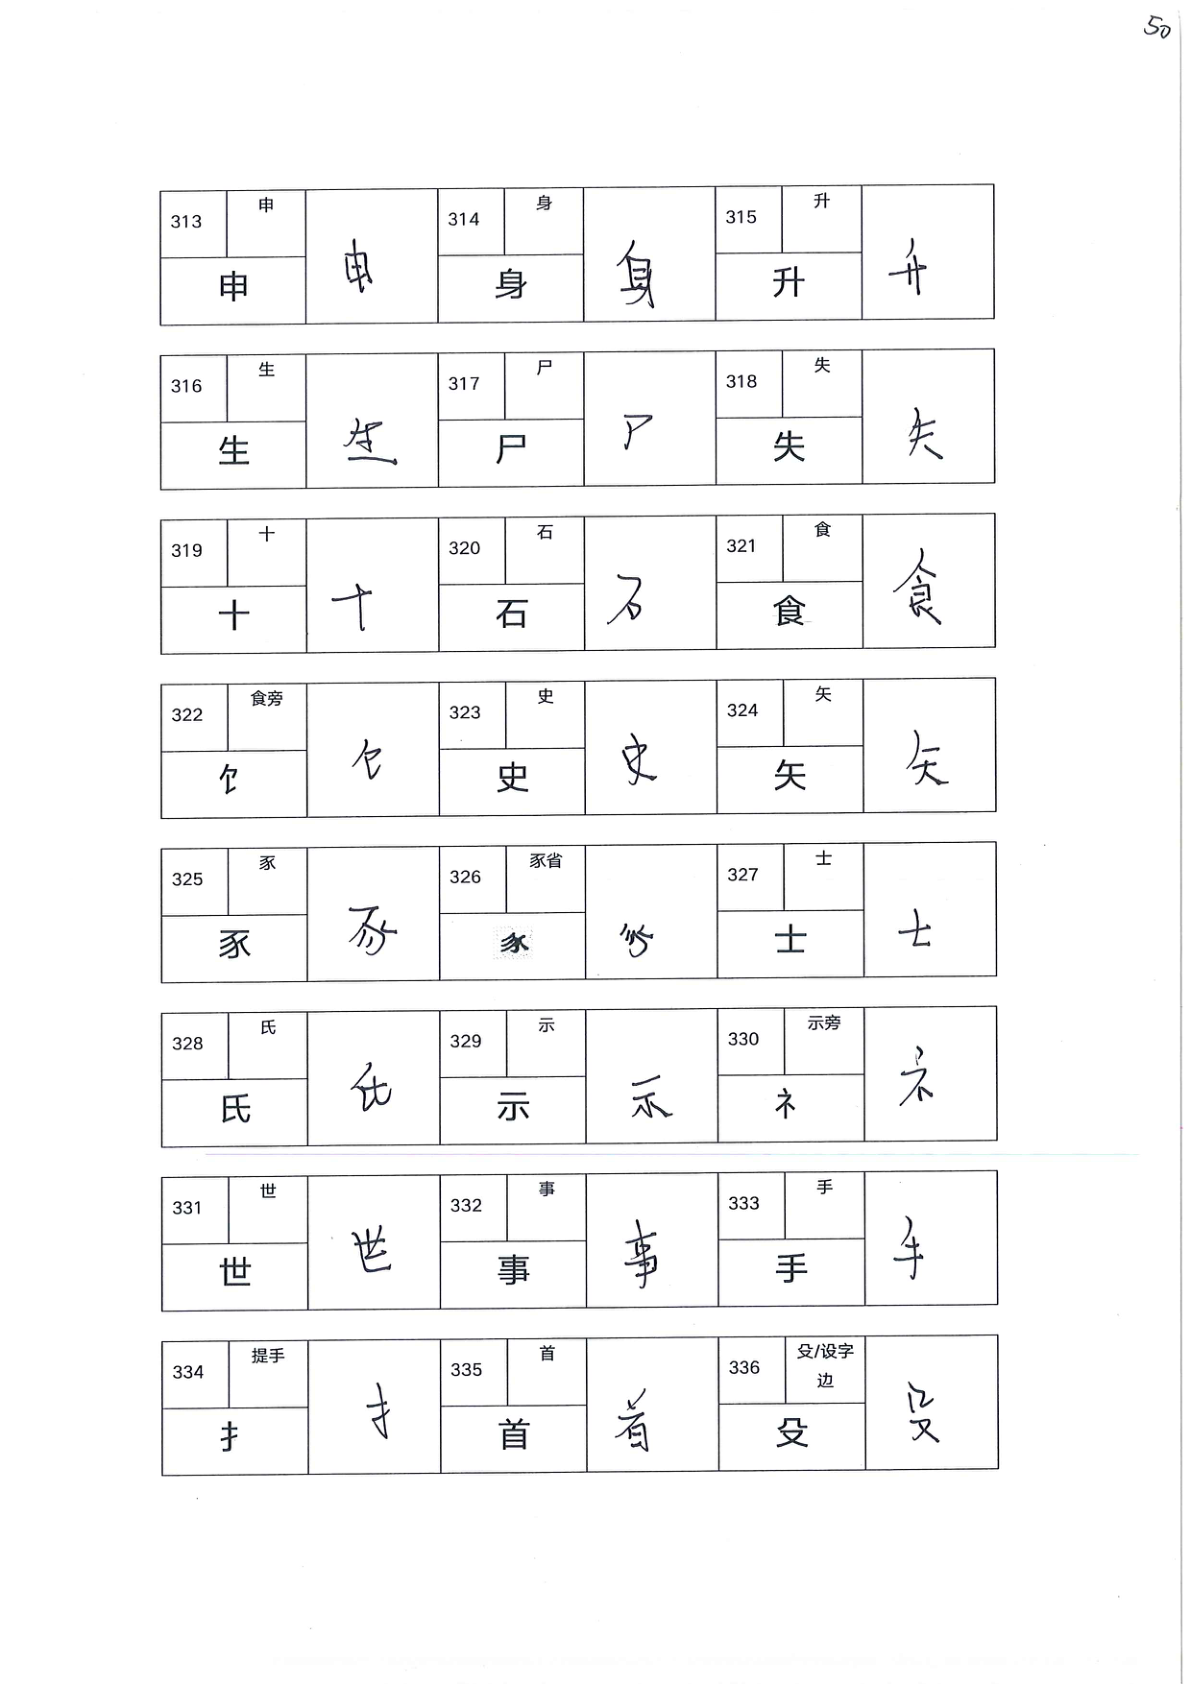 50
313 申 申 申 314 身 身 身 315 升 升 升
316 生 生 生 317 尸 尸 尸 318 失 失 失
319 十 十 十 320 石 石 石 321 食 食 食
322 食旁 饣 饣 323 史 史 史 324 矢 矢 矢
325 豕 豕 豕 326 豕省 327 士 士 士
328 氏 氏 氏 329 示 示 示 330 示旁 礻 礻
331 世 世 世 332 事 事 事 333 手 手 手
334 提手 扌 扌 335 首 首 首 336 殳/设字
边
殳 殳